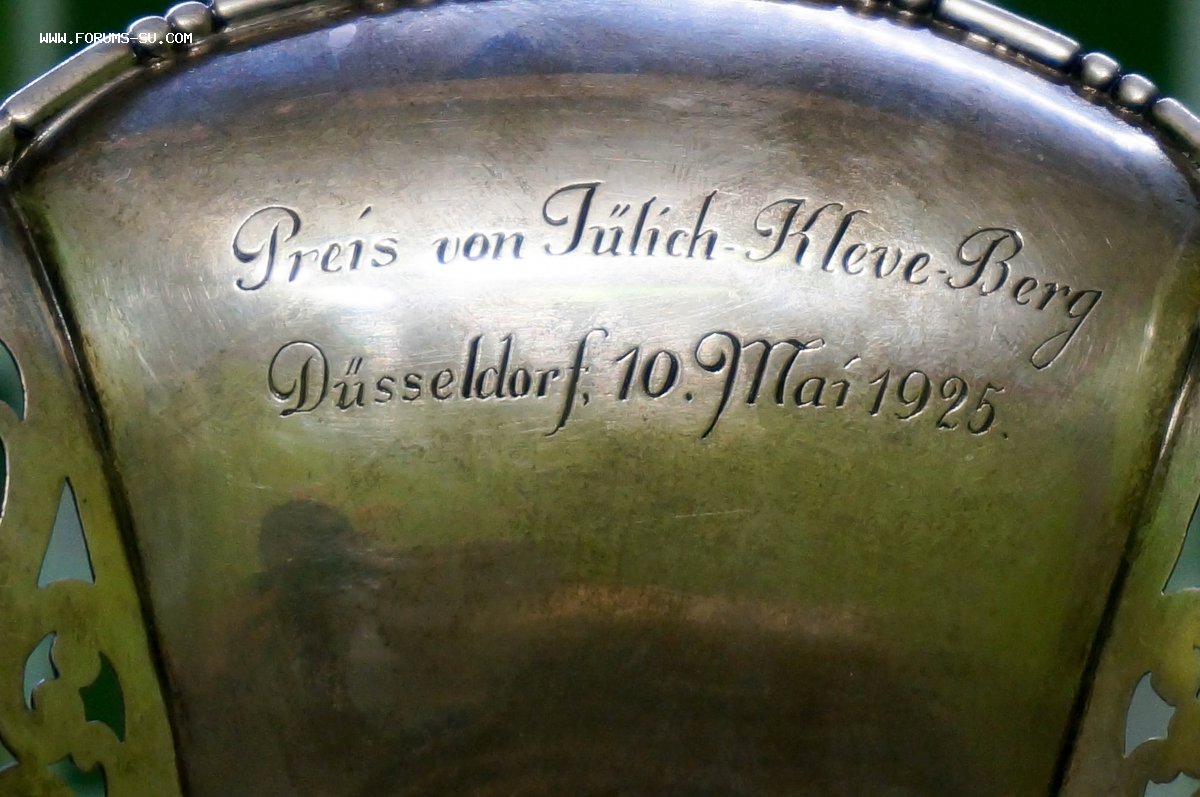 WWW.FORUMS-SU.COM
Preis von Jülich-Kleve-Berg
Düsseldorf, 10. Mai 1925.